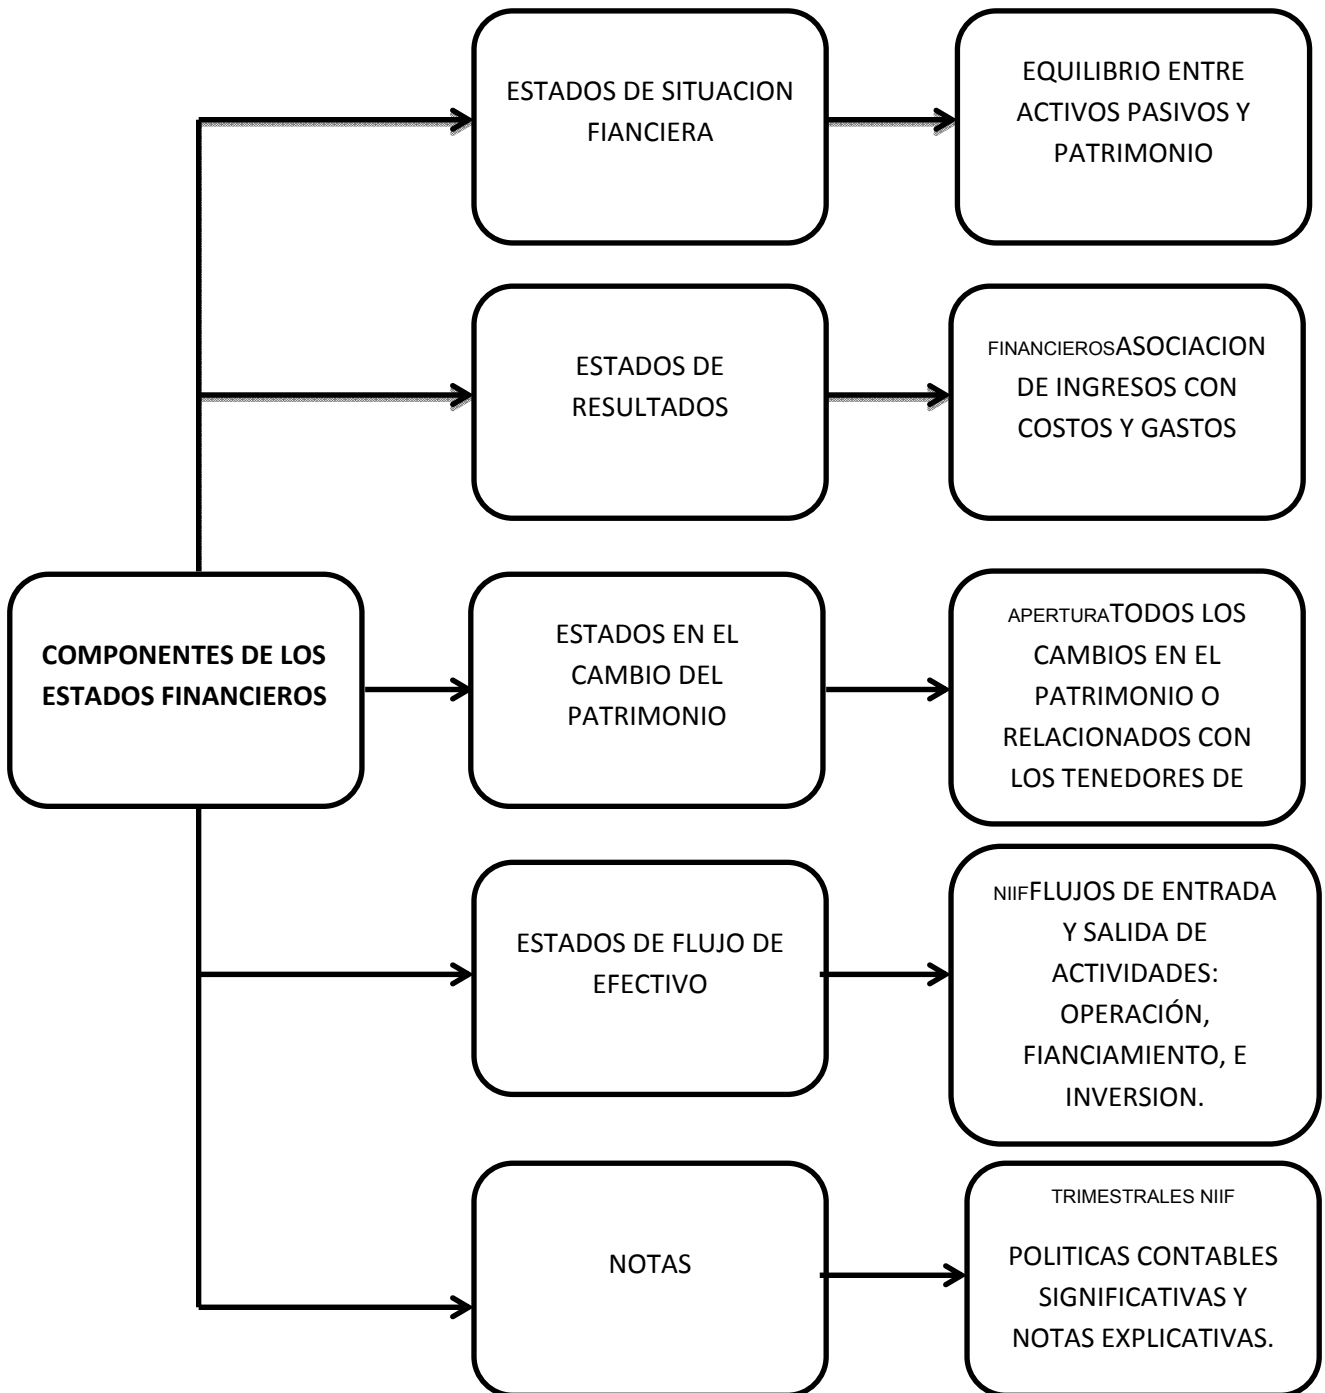 ESTADOS DE SITUACION
FIANCIERA
EQUILIBRIO ENTRE
ACTIVOS PASIVOS Y
PATRIMONIO
ESTADOS DE
RESULTADOS
FINANCIEROSASOCIACION
DE INGRESOS CON
COSTOS Y GASTOS
COMPONENTES DE LOS
ESTADOS FINANCIEROS
ESTADOS EN EL
CAMBIO DEL
PATRIMONIO
APERTURATODOS LOS
CAMBIOS EN EL
PATRIMONIO O
RELACIONADOS CON
LOS TENEDORES DE
ESTADOS DE FLUJO DE
EFECTIVO
NIIFFLUJOS DE ENTRADA
Y SALIDA DE
ACTIVIDADES:
OPERACIÓN,
FIANCIAMIENTO, E
INVERSION.
NOTAS
TRIMESTRALES NIIF
POLITICAS CONTABLES
SIGNIFICATIVAS Y
NOTAS EXPLICATIVAS.